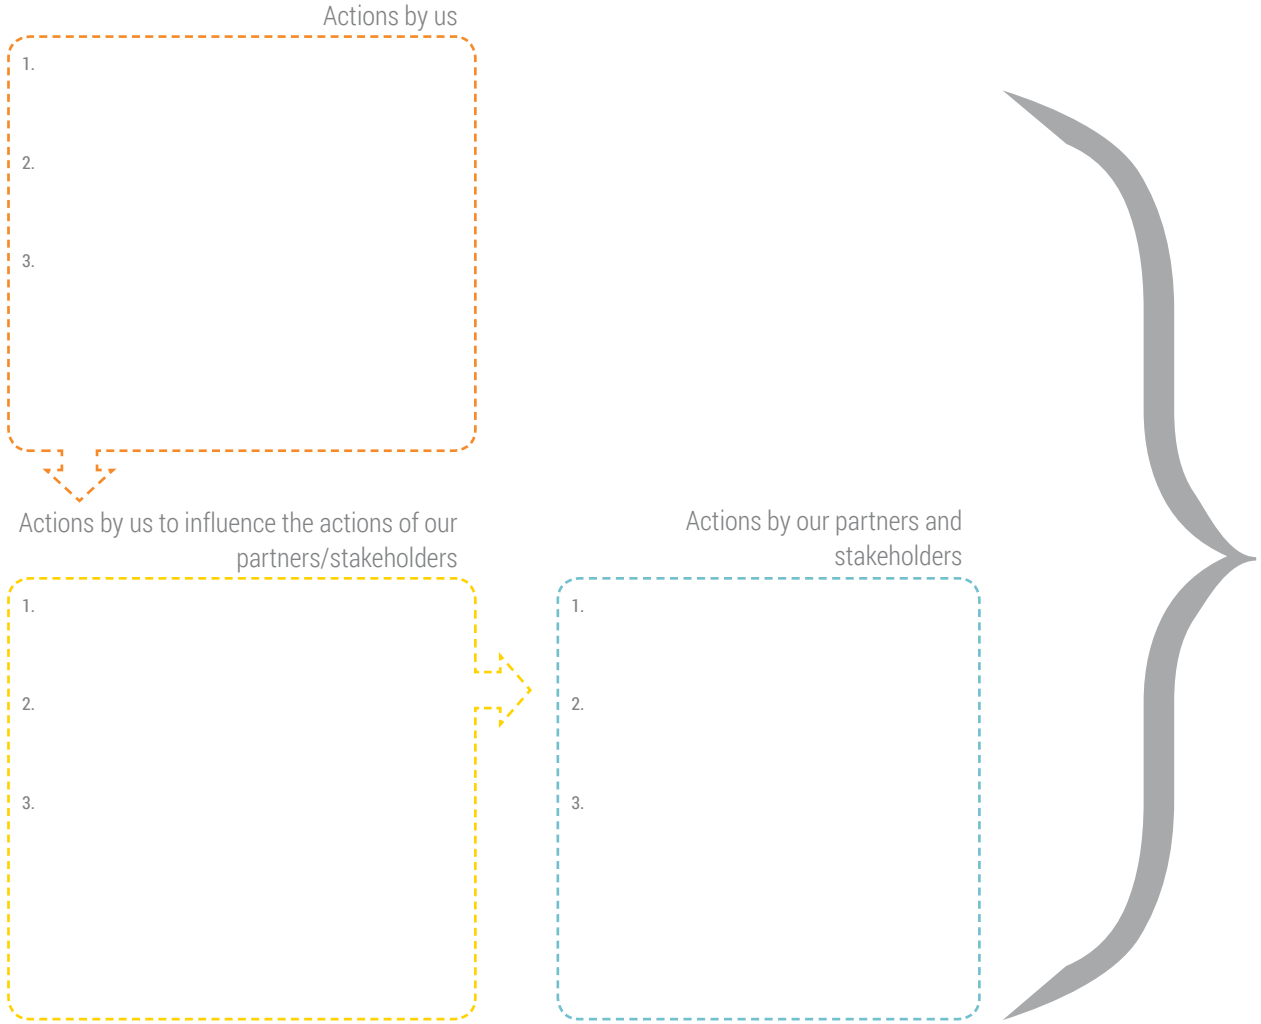 Actions by us
1.
2.
3.
Actions by us to influence the actions of our
partners/stakeholders
1.
2.
3.
Actions by our partners and
stakeholders
1.
2.
3.